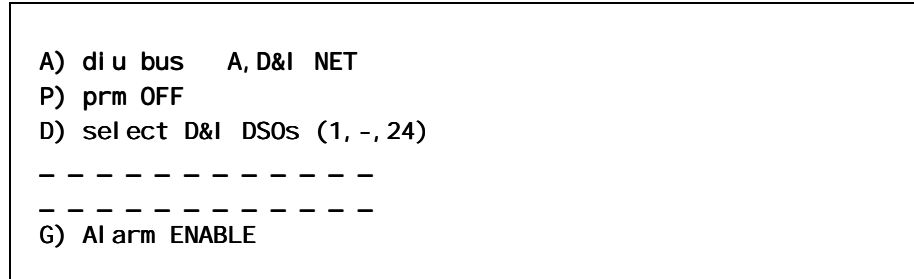 A) diu bus A,D&I NET
P) prm OFF
D) select D&I DSOs (1,-,24)
_ _ _ _ _ _ _ _ _ _ _ _
_ _ _ _ _ _ _ _ _ _ _ _
G) Alarm ENABLE